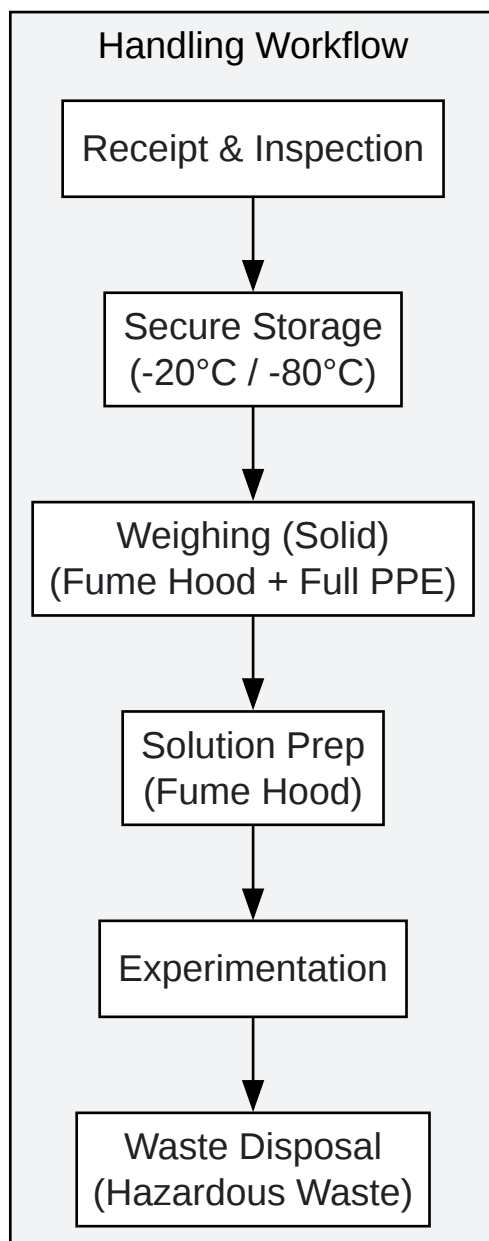 Handling Workflow
Receipt & Inspection
Secure Storage
(-20°C / -80°C)
Weighing (Solid)
(Fume Hood + Full PPE)
Solution Prep
(Fume Hood)
Experimentation
Waste Disposal
(Hazardous Waste)